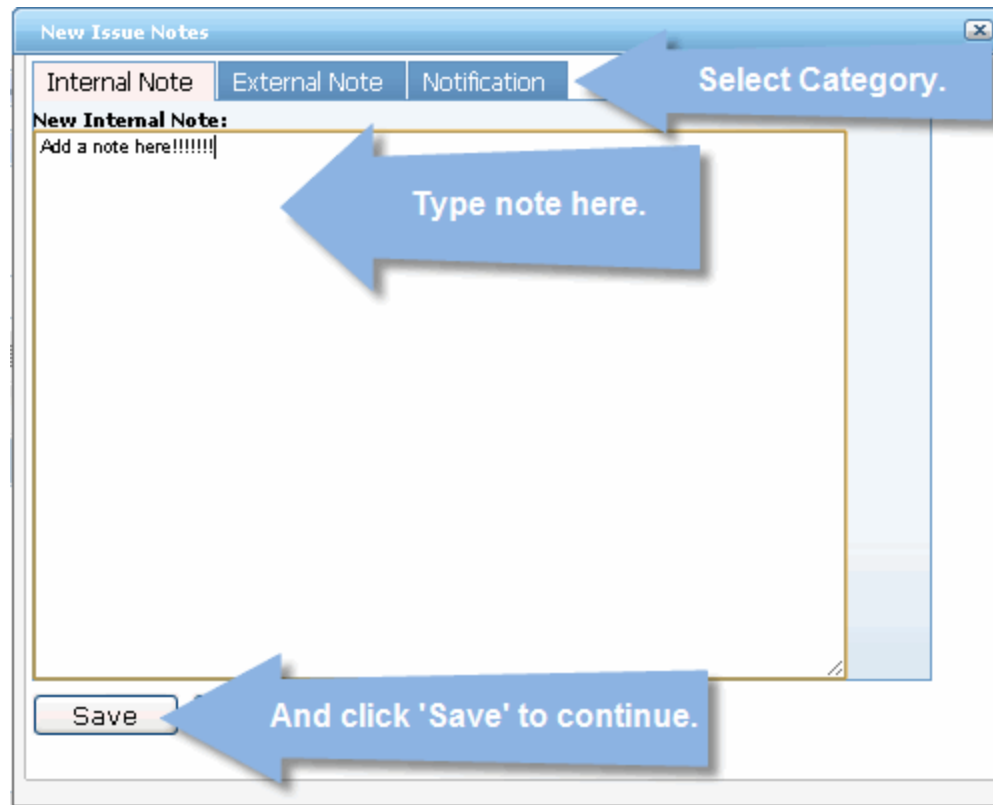 New Issue Notes
Internal Note External Note Notification Select Category.
New Internal Note:
Add a note here!!!!!!!
Type note here.
Save And click 'Save' to continue.